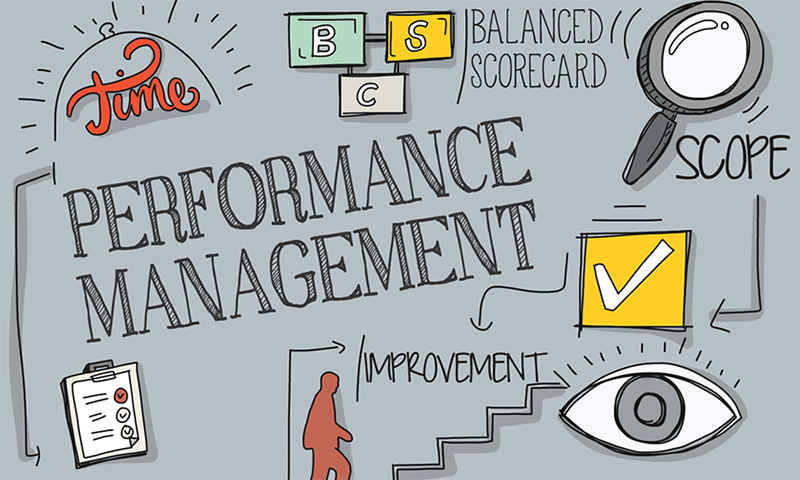 time
B S
C
BALANCED
SCORECARD
SCOPE
PERFORMANCE
MANAGEMENT
IMPROVEMENT